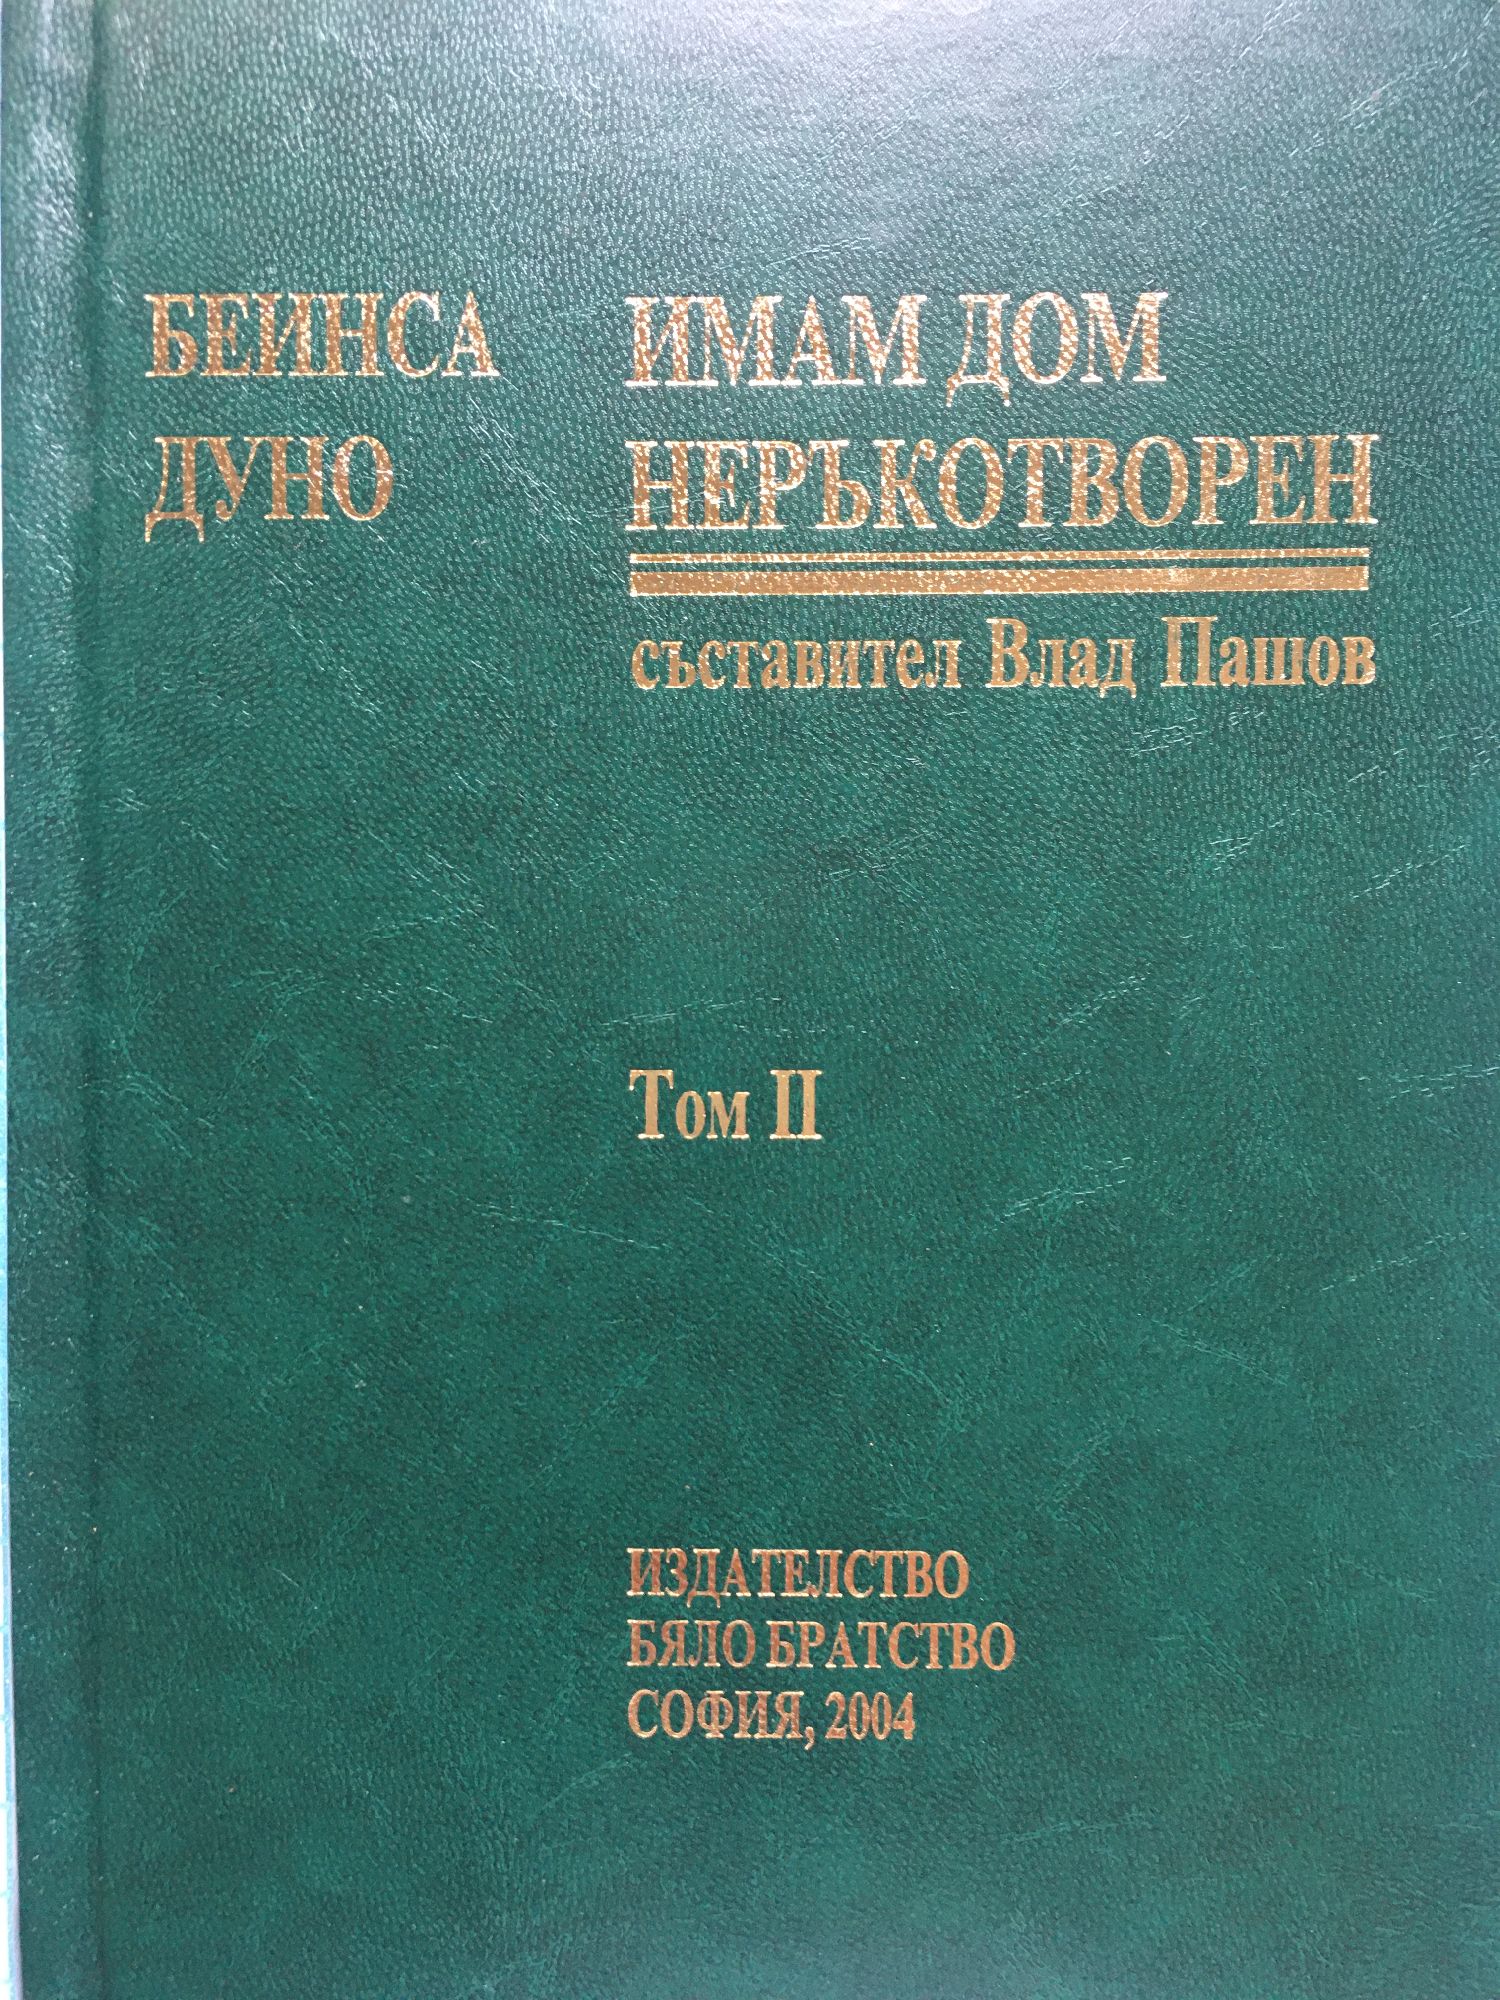 БЕИНСА
ДУНО
ИМАМ ДОМ
НЕРЪКОТВОРЕН
съставител Влад Пашов
Том II
ИЗДАТЕЛСТВО
БЯЛО БРАТСТВО
СОФИЯ, 2004